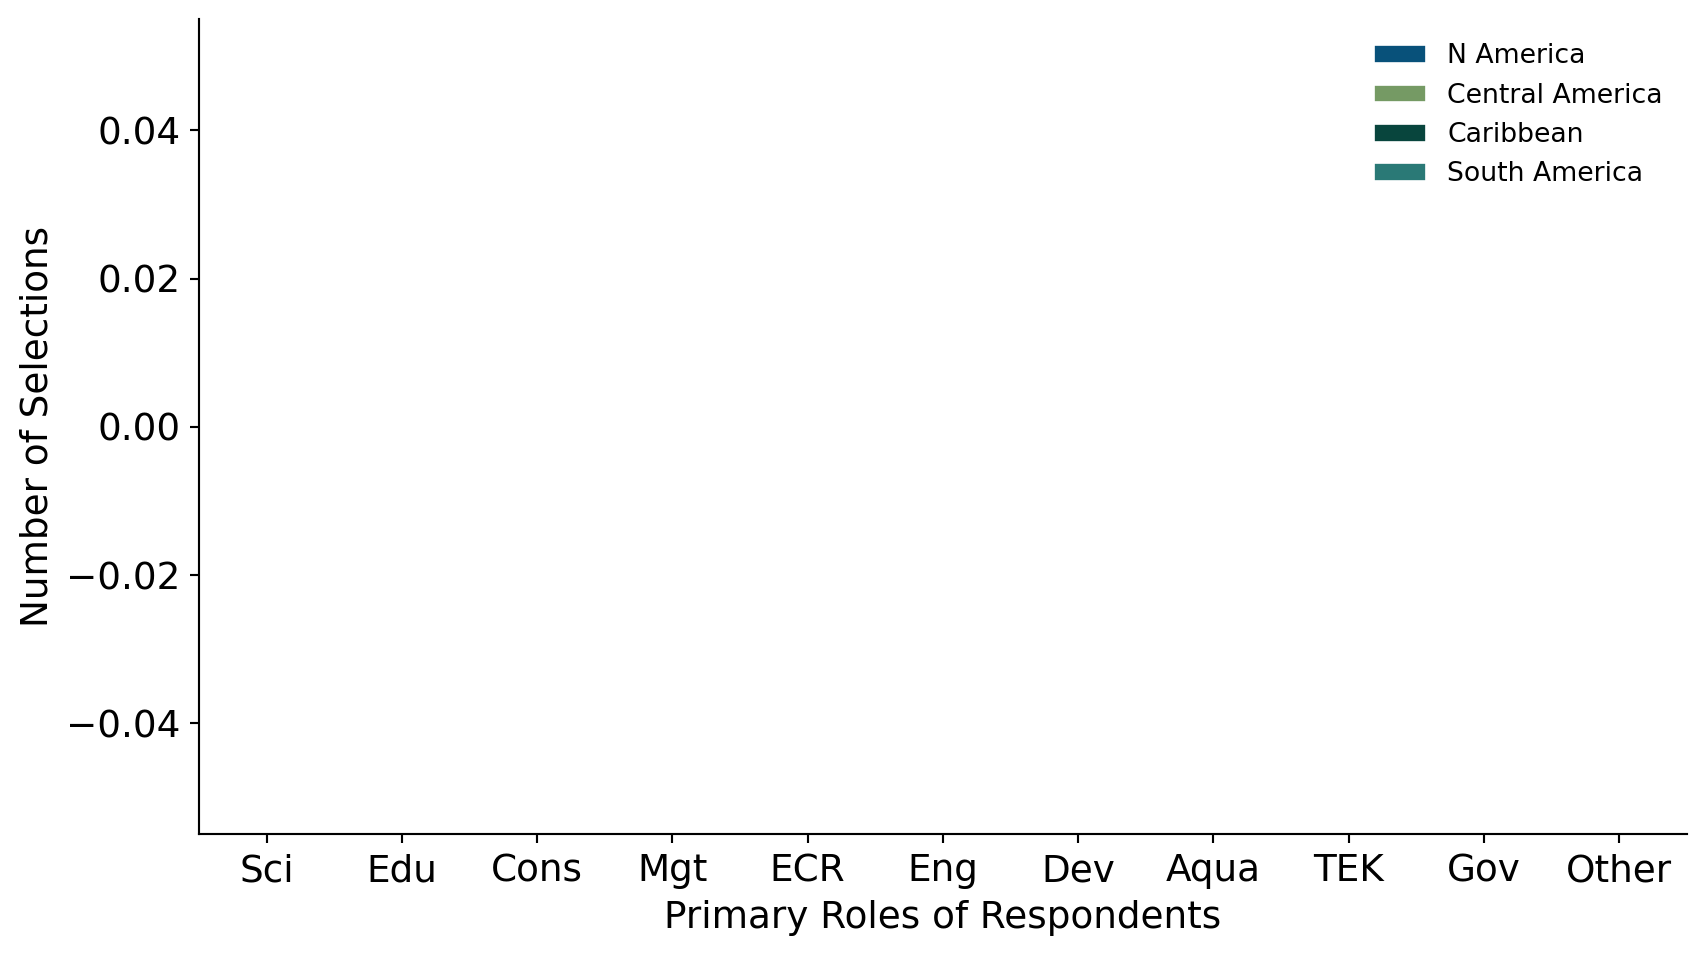 N America
Central America
Caribbean
South America
Number of Selections
0.04
0.02
0.00
−0.02
−0.04
Sci Edu Cons Mgt ECR Eng Dev Aqua TEK Gov Other
Primary Roles of Respondents